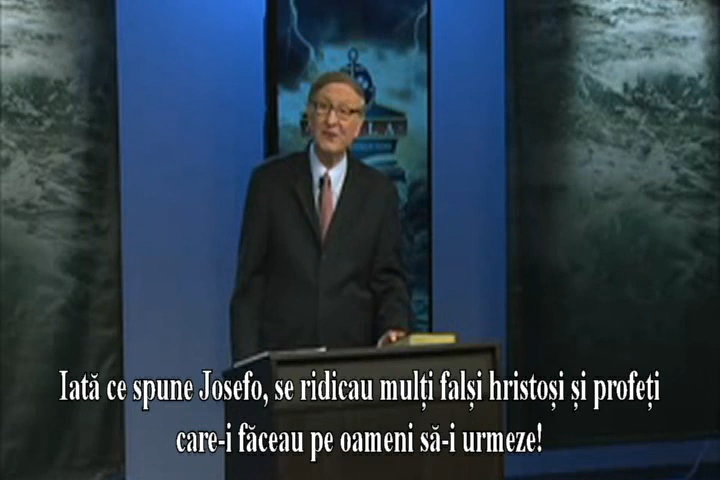 Iată ce spune Josefo, se ridicau mulți falși hristoși și profeți
care-i făceau pe oameni să-i urmeze!